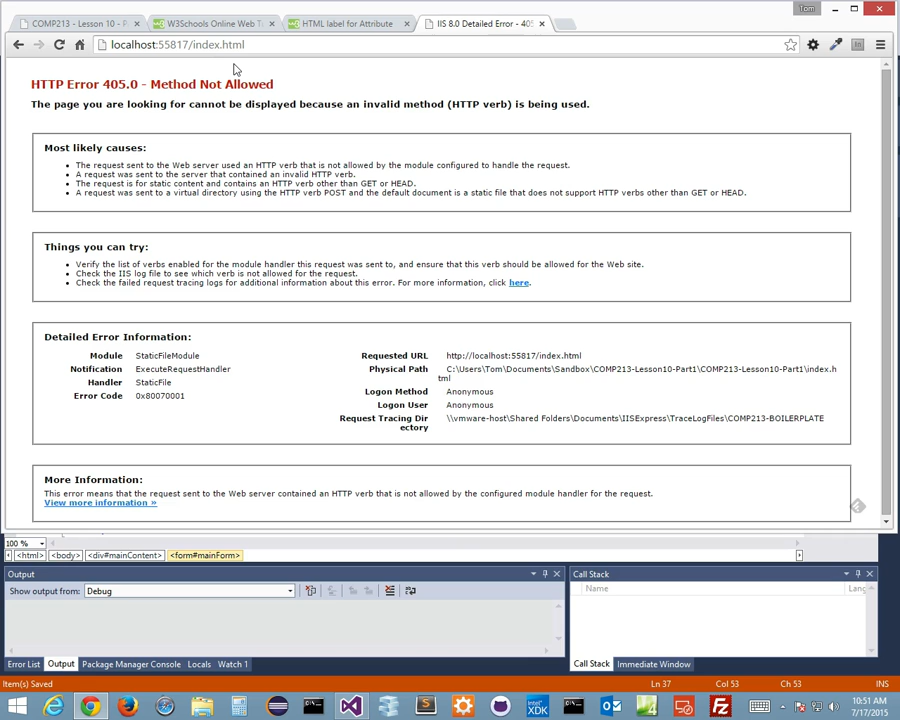 Tom
COMP213 - Lesson 10 - P
W3Schools Online Web T
HTML label for Attribute
IIS 8.0 Detailed Error - 405
localhost:55817/index.html
HTTP Error 405.0 - Method Not Allowed
The page you are looking for cannot be displayed because an invalid method (HTTP verb) is being used.
Most likely causes:
The request sent to the Web server used an HTTP verb that is not allowed by the module configured to handle the request.
A request was sent to the server that contained an invalid HTTP verb.
The request is for static content and contains an HTTP verb other than GET or HEAD.
A request was sent to a virtual directory using the HTTP verb POST and the default document is a static file that does not support HTTP verbs other than GET or HEAD.
Things you can try:
Verify the list of verbs enabled for the module handler this request was sent to, and ensure that this verb should be allowed for the Web site.
Check the IIS log file to see which verb is not allowed for the request.
Check the failed request tracing logs for additional information about this error. For more information, click here.
Detailed Error Information:
Module StaticFileModule
Notification ExecuteRequestHandler
Handler StaticFile
Error Code 0x80070001
Requested URL http://localhost:55817/index.html
Physical Path C:\Users\Tom\Documents\Sandbox\COMP213-Lesson10-Part1\COMP213-Lesson10-Part1\index.h
tml
Logon Method Anonymous
Logon User Anonymous
Request Tracing Dir \\vmware-host\Shared Folders\Documents\IISExpress\TraceLogFiles\COMP213-BOILERPLATE
ectory
More Information:
This error means that the request sent to the Web server contained an HTTP verb that is not allowed by the configured module handler for the request.
View more information »
100 %
<html> <body> <div#mainContent> <form#mainForm>
Output
Show output from: Debug
Call Stack
Name Lang
Error List Output Package Manager Console Locals Watch 1
Call Stack Immediate Window
Item(s) Saved Ln 37 Col 53 Ch 53 INS
10:51 AM
7/17/2015